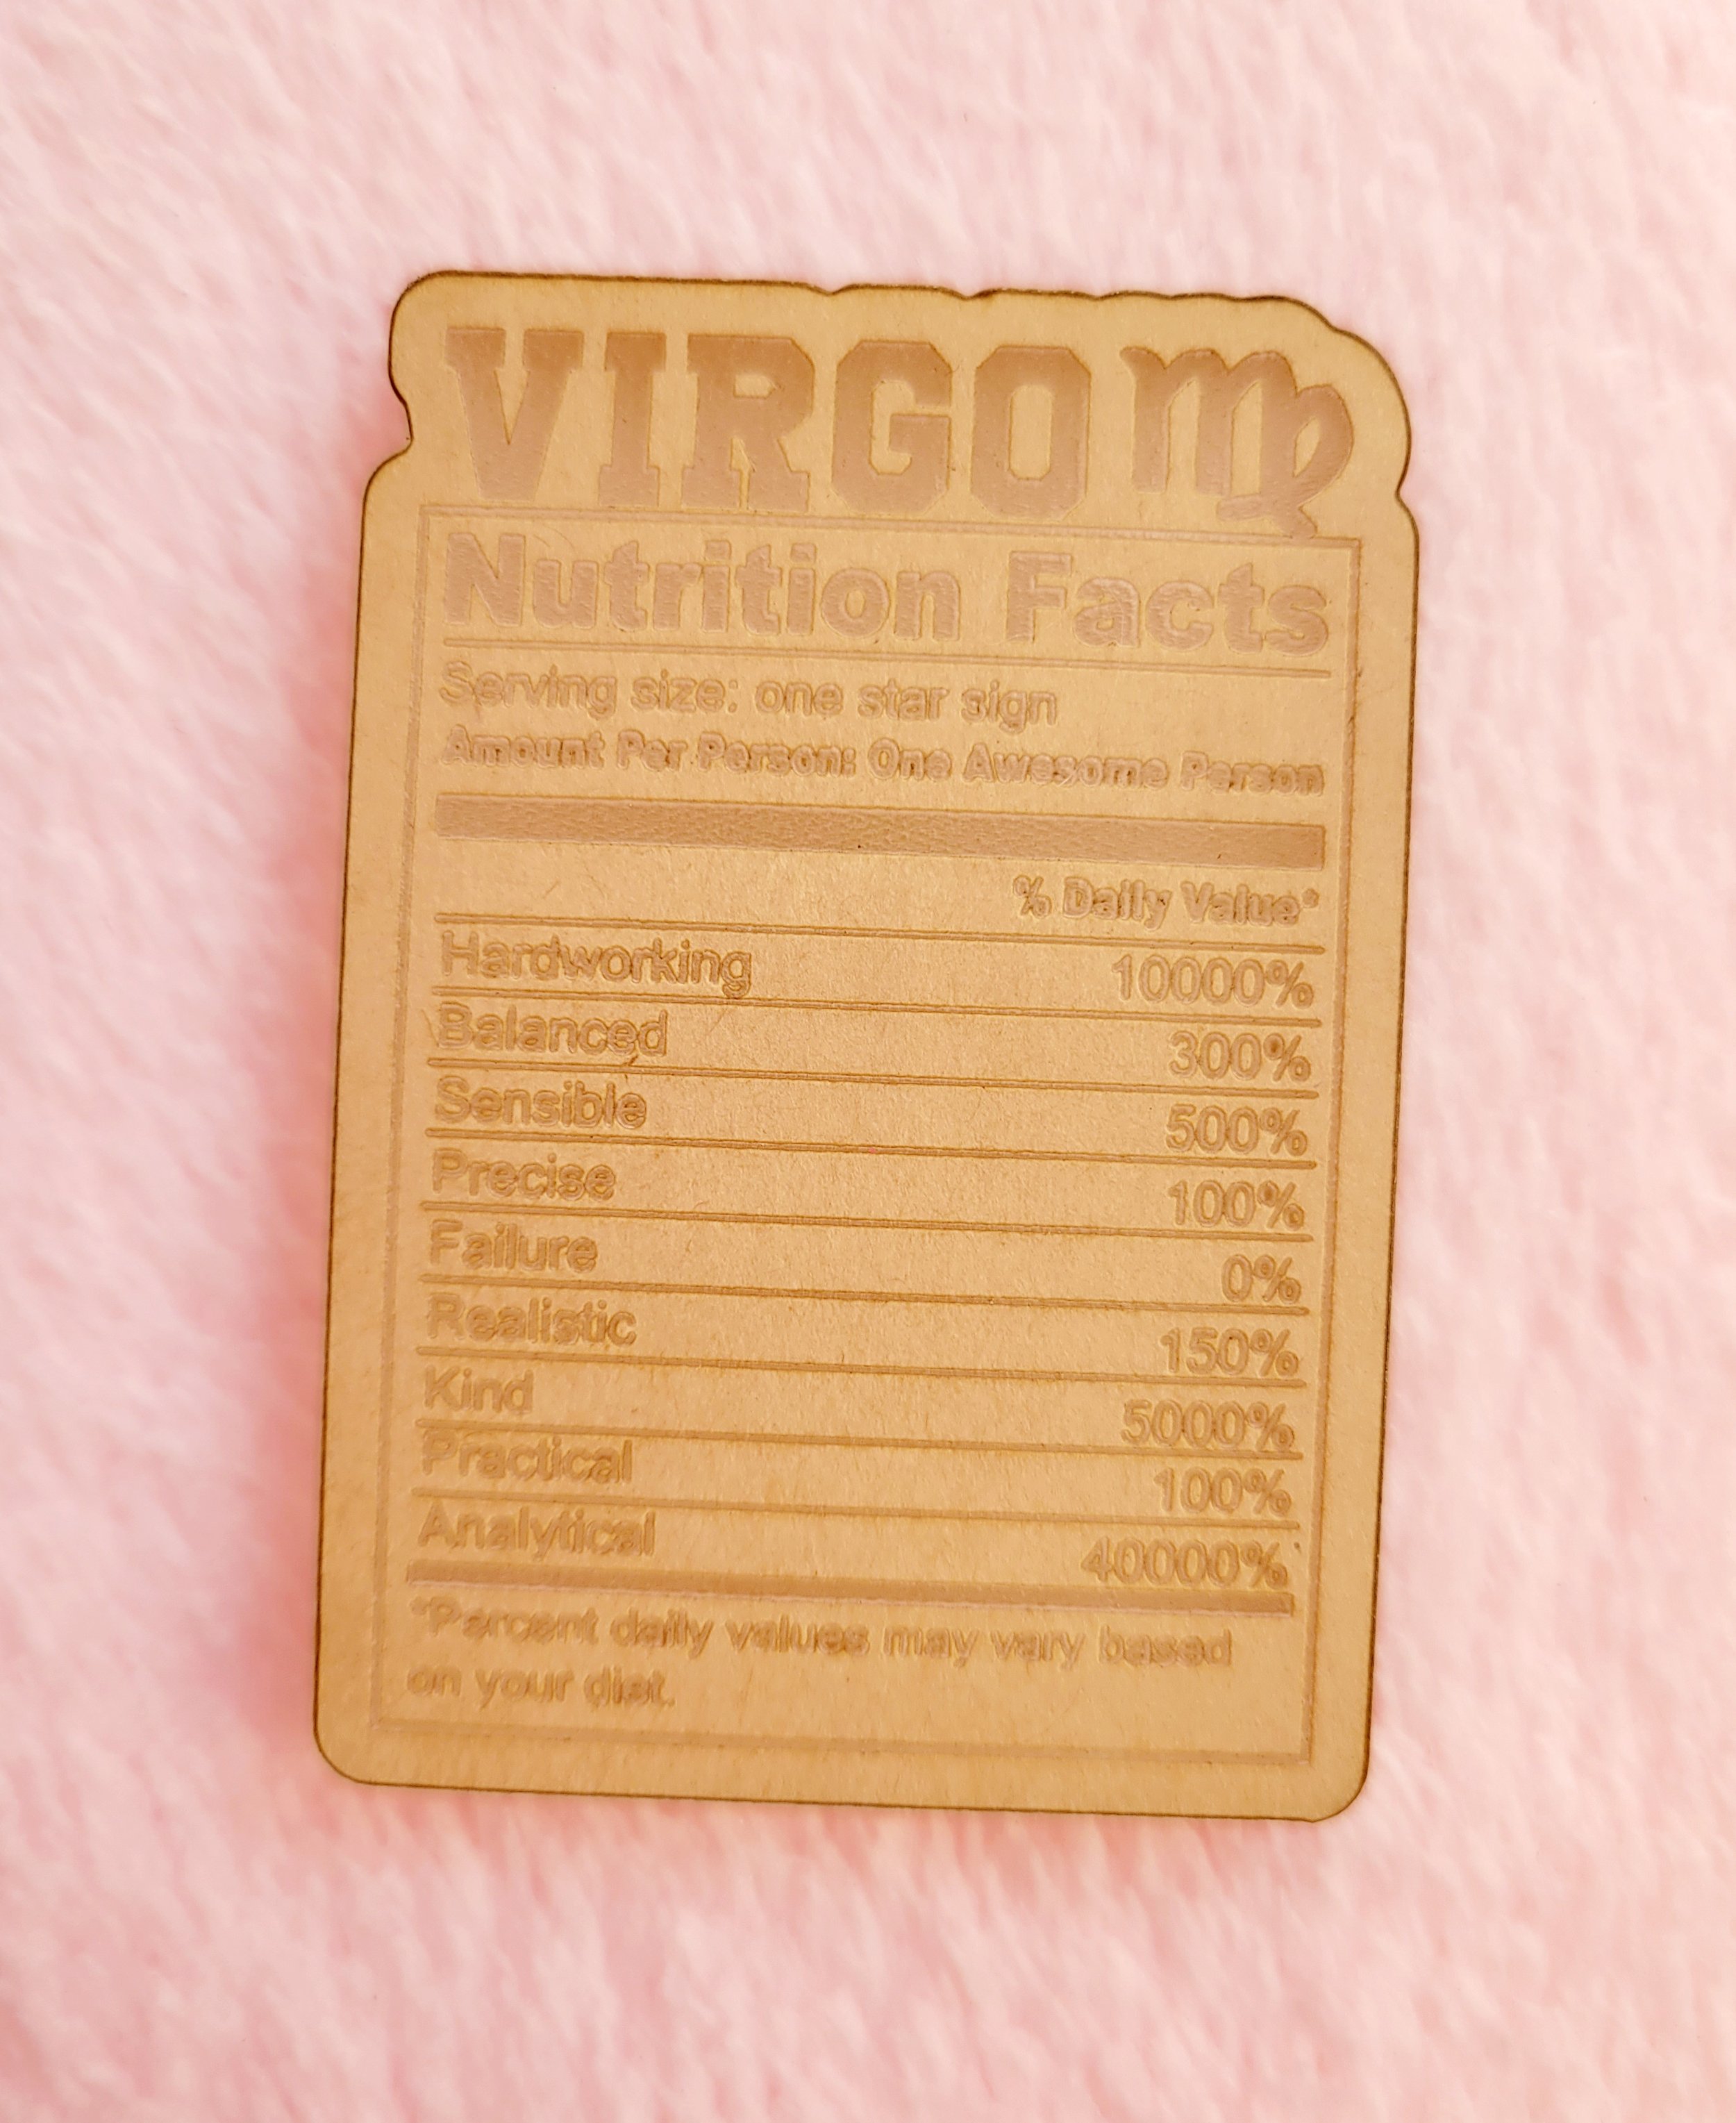 VIRGO ♍
Nutrition Facts
Serving size: one star sign
Amount Per Person: One Awesome Person
% Daily Value*
Hardworking 10000%
Balanced 300%
Sensible 500%
Precise 100%
Failure 0%
Realistic 150%
Kind 5000%
Practical 100%
Analytical 40000%
*Percent daily values may vary based
on your diet.